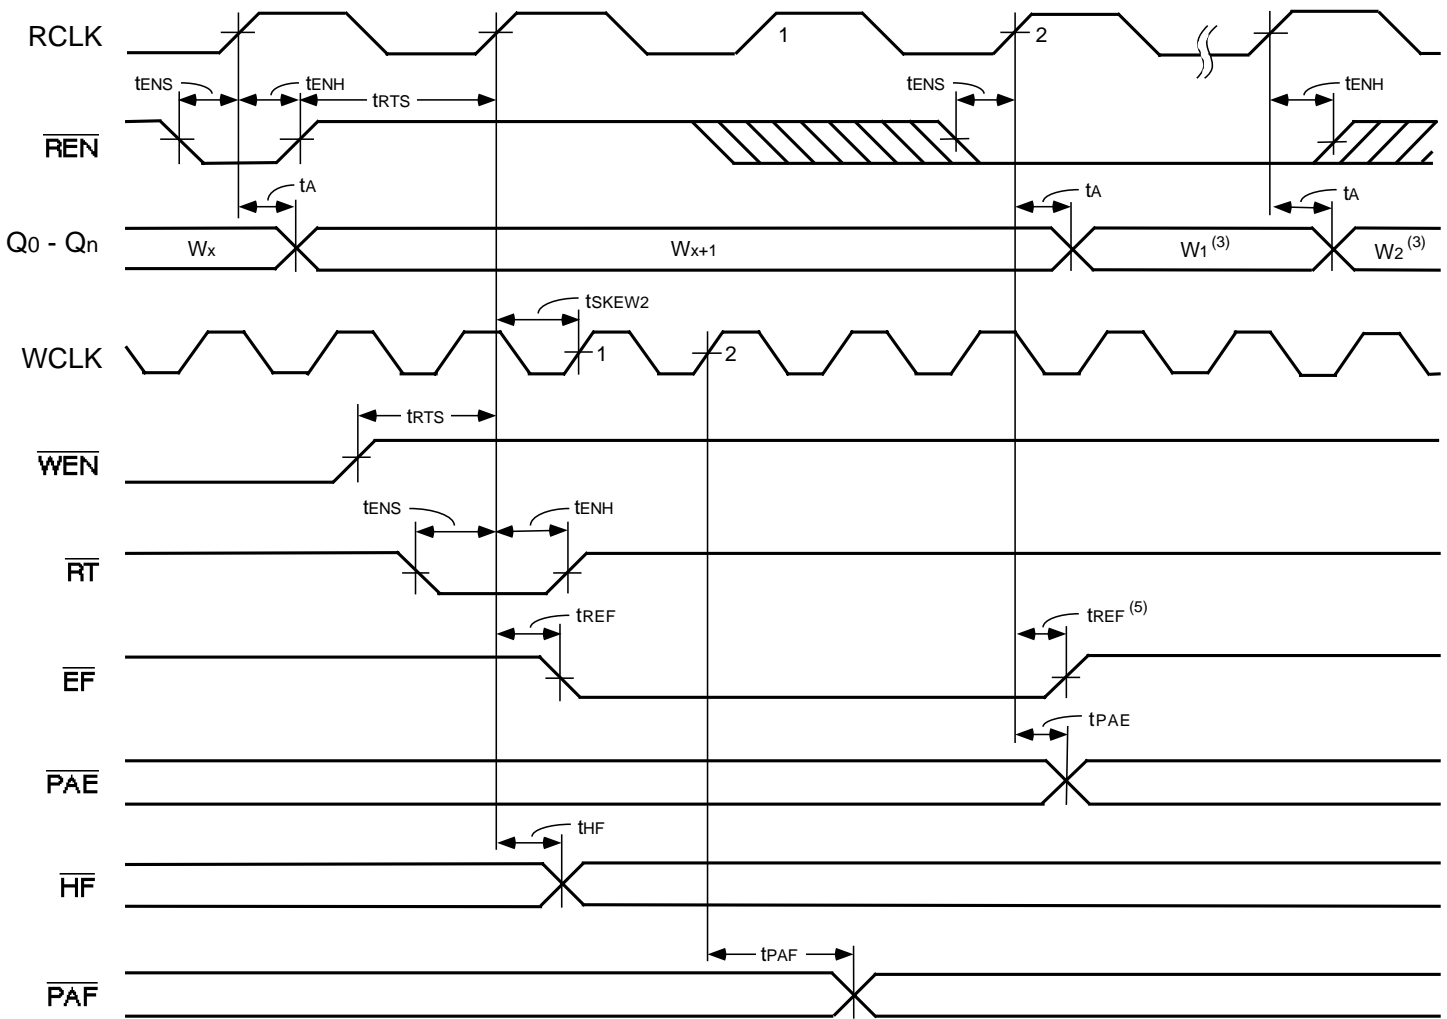 RCLK 1 2
tENS tENH tRTS tENS tENH
REN
tA tA tA
Q0 - Qn Wx Wx+1 W1 (3) W2 (3)
tSKEW2
WCLK 1 2
tRTS
WEN
tENS tENH
RT
tREF tREF (5)
EF
tPAE
PAE
tHF
HF
tPAF
PAF